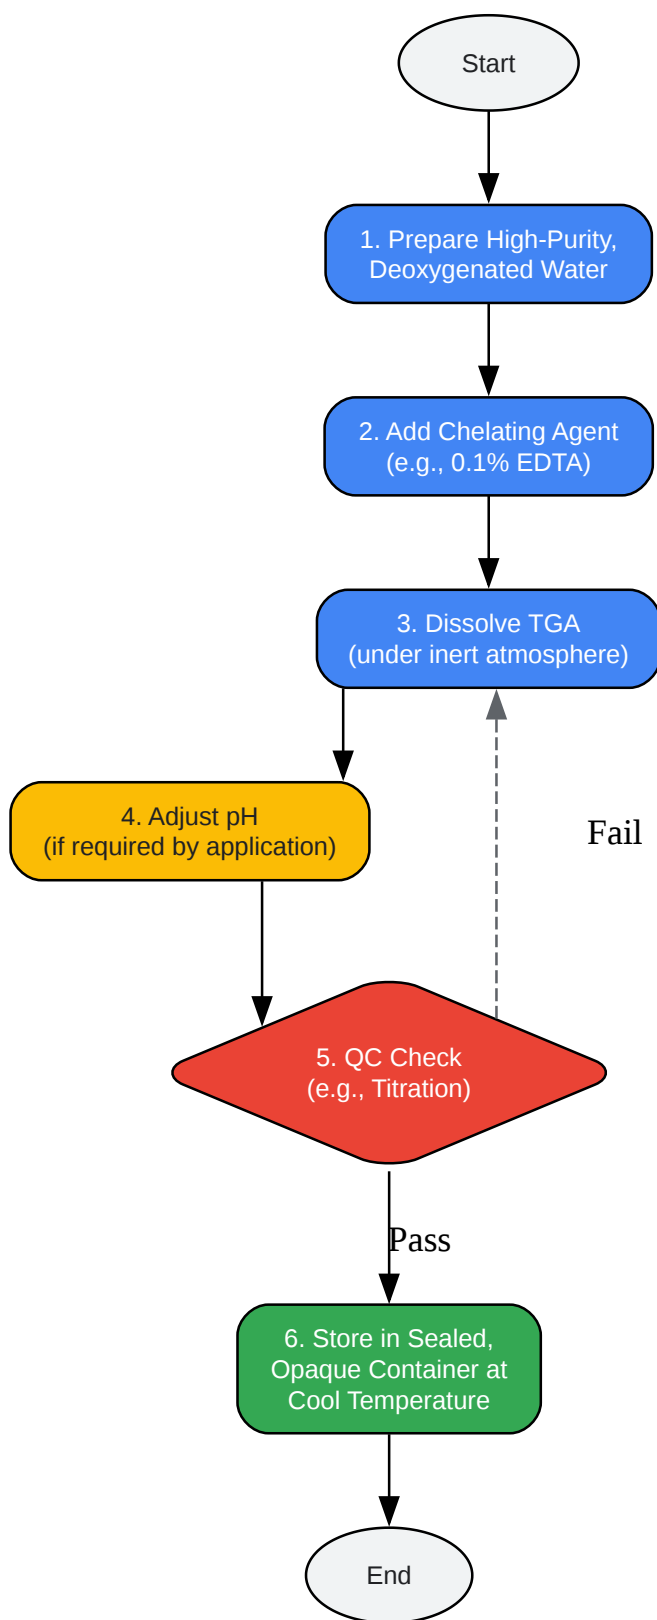 Start
1. Prepare High-Purity,
Deoxygenated Water
2. Add Chelating Agent
(e.g., 0.1% EDTA)
3. Dissolve TGA
(under inert atmosphere)
4. Adjust pH
(if required by application)
Fail
5. QC Check
(e.g., Titration)
Pass
6. Store in Sealed,
Opaque Container at
Cool Temperature
End